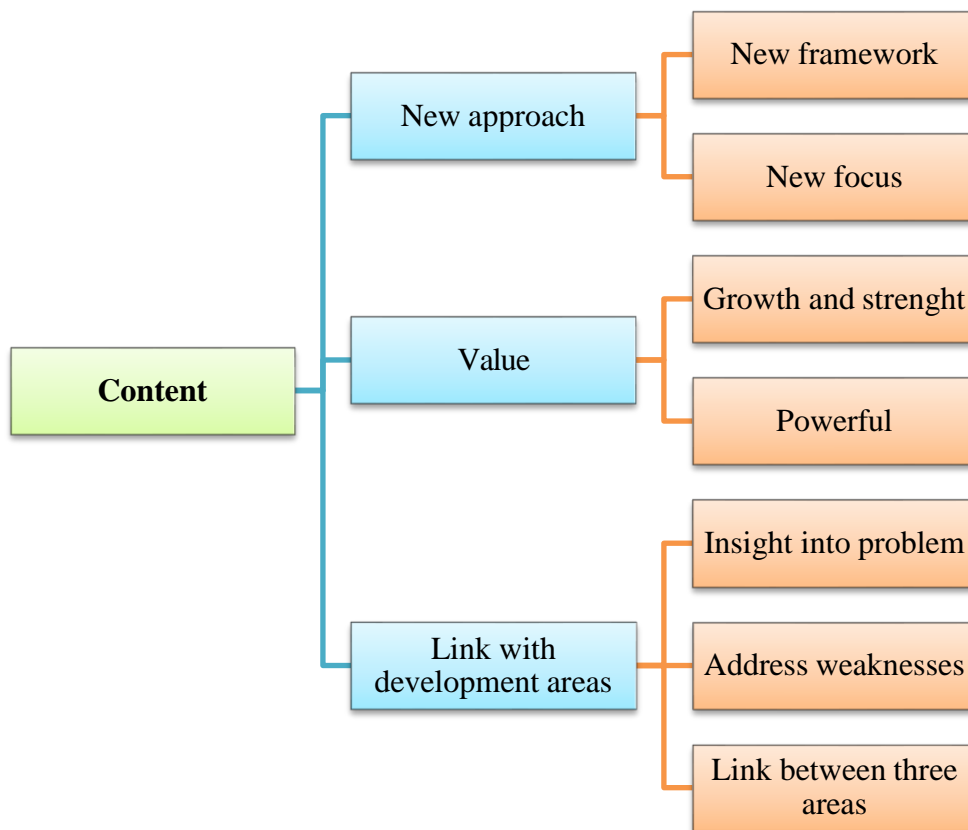 New framework
New approach
New focus
Growth and strenght
Value
Content
Powerful
Insight into problem
Link with
development areas
Address weaknesses
Link between three
areas